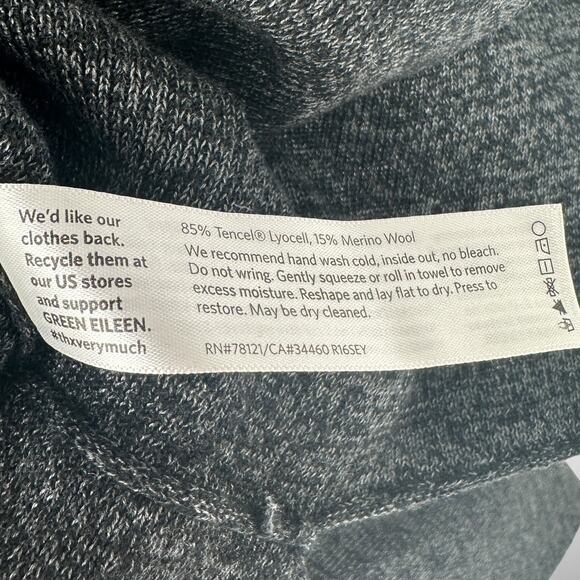 We'd like our
clothes back.
Recycle them at
our US stores
and support
GREEN EILEEN.
#thxverymuch
85% Tencel® Lyocell, 15% Merino Wool
We recommend hand wash cold, inside out, no bleach.
Do not wring. Gently squeeze or roll in towel to remove
excess moisture. Reshape and lay flat to dry. Press to
restore. May be dry cleaned.
RN#78121/CA#34460 R16SEY